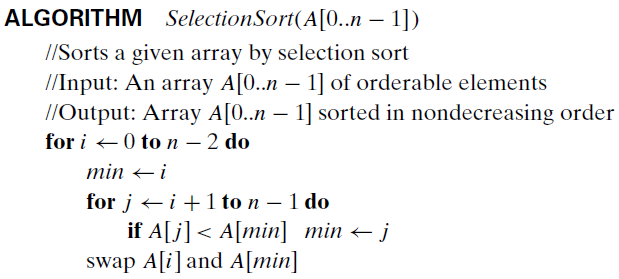 ALGORITHM SelectionSort(A[0..n − 1])
//Sorts a given array by selection sort
//Input: An array A[0..n − 1] of orderable elements
//Output: Array A[0..n − 1] sorted in nondecreasing order
for i ← 0 to n − 2 do
min ← i
for j ← i + 1 to n − 1 do
if A[j] < A[min] min ← j
swap A[i] and A[min]